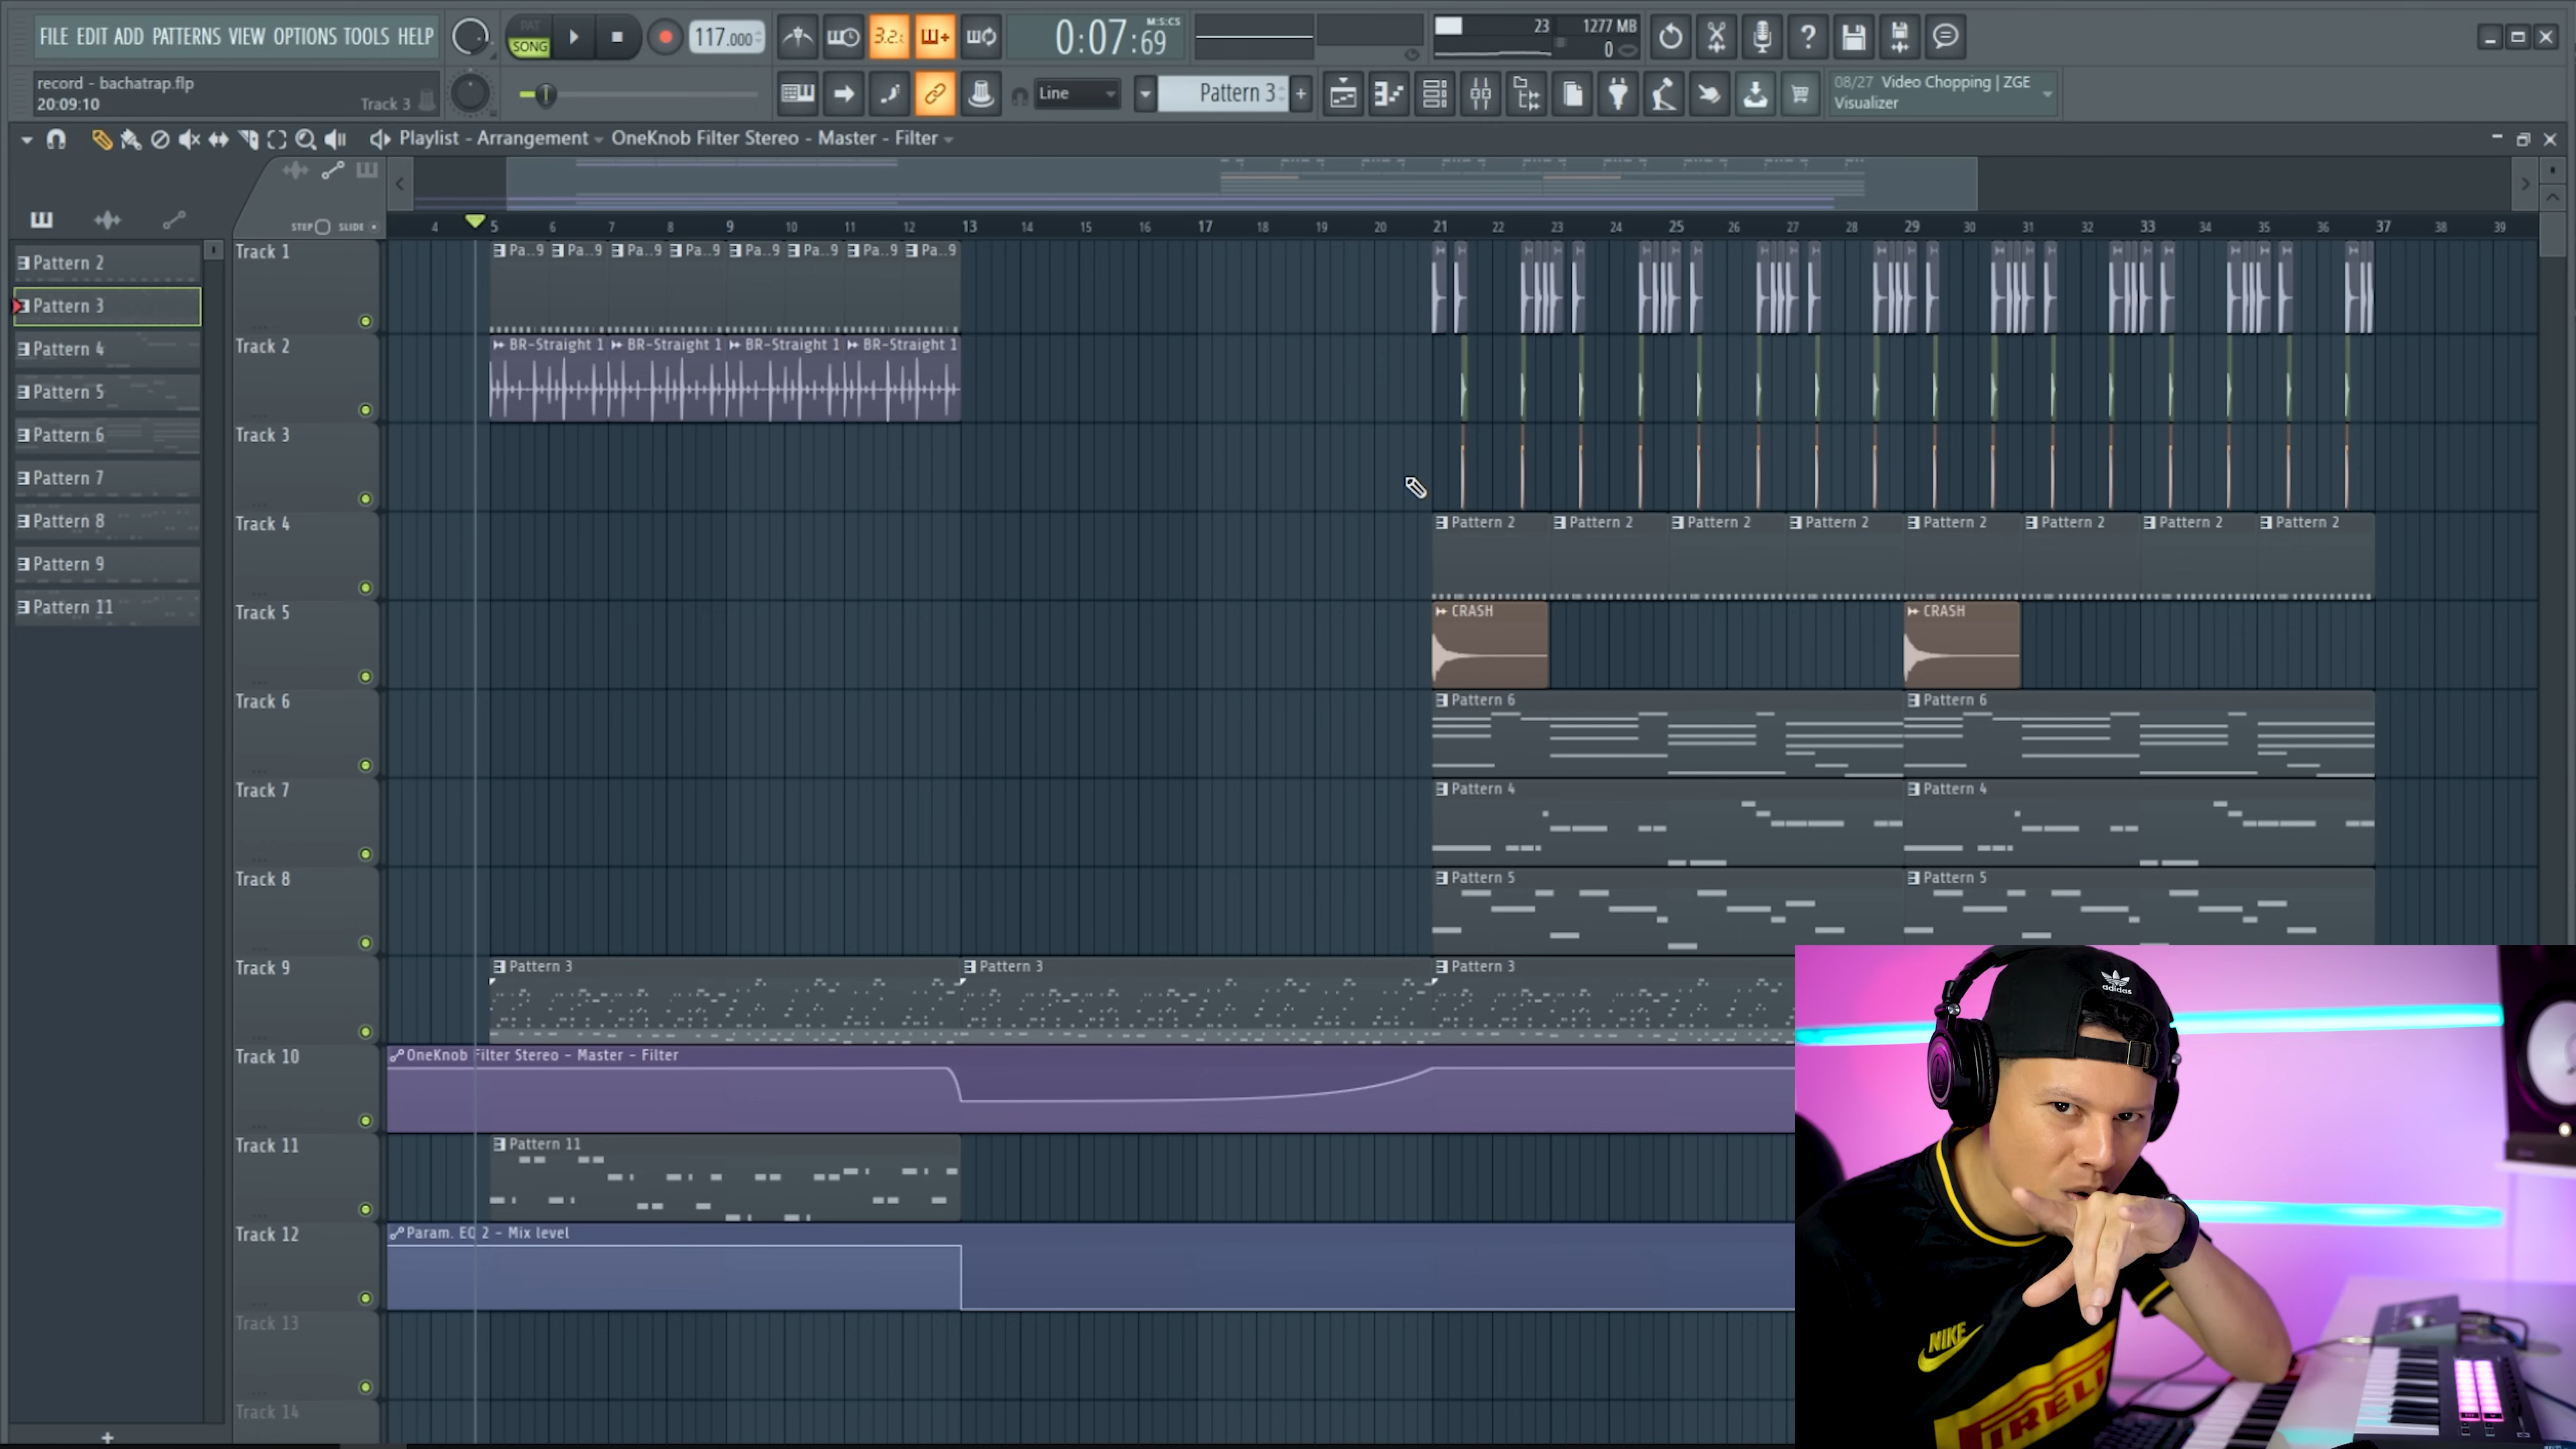 FILE EDIT ADD PATTERNS VIEW OPTIONS TOOLS HELP
PAT
SONG
117.000
3.2.
0:07:69
M:S:CS
23
1277 MB
0
record - bachatrap.flp
20:09:10
Track 3
Line
Pattern 3
08/27 Video Chopping | ZGE
Visualizer
Playlist - Arrangement
OneKnob Filter Stereo - Master - Filter
STEP SLIDE
4 5 6 7 8 9 10 11 12 13 14 15 16 17 18 19 20 21 22 23 24 25 26 27 28 29 30 31 32 33 34 35 36 37 38 39
Pattern 2
Pattern 3
Pattern 4
Pattern 5
Pattern 6
Pattern 7
Pattern 8
Pattern 9
Pattern 11
Track 1
Pa..9 Pa..9 Pa..9 Pa..9 Pa..9 Pa..9 Pa..9 Pa..9
Track 2
BR-Straight 1 BR-Straight 1 BR-Straight 1 BR-Straight 1
Track 3
Track 4
Pattern 2 Pattern 2 Pattern 2 Pattern 2 Pattern 2 Pattern 2 Pattern 2 Pattern 2
Track 5
CRASH CRASH
Track 6
Pattern 6 Pattern 6
Track 7
Pattern 4 Pattern 4
Track 8
Pattern 5 Pattern 5
Track 9
Pattern 3 Pattern 3 Pattern 3
Track 10
OneKnob Filter Stereo - Master - Filter
Track 11
Pattern 11
Track 12
Param. EQ 2 - Mix level
Track 13
Track 14
adidas
NIKE
PIRELLI